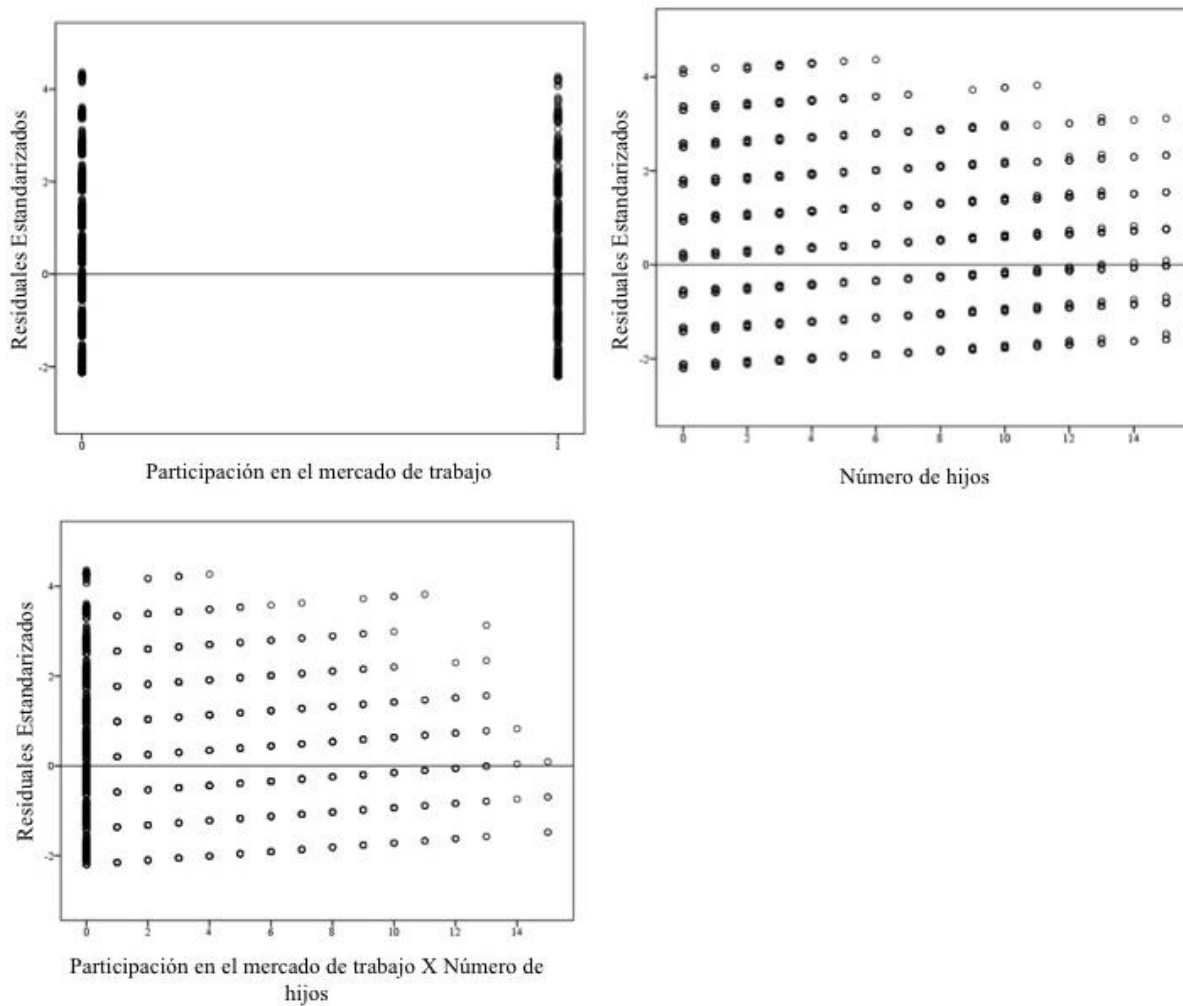 Residuales Estandarizados
4
2
0
-2
0 1
Participación en el mercado de trabajo
Residuales Estandarizados
4
2
0
-2
0 2 4 6 8 10 12 14
Número de hijos
Residuales Estandarizados
4
2
0
-2
0 2 4 6 8 10 12 14
Participación en el mercado de trabajo X Número de
hijos